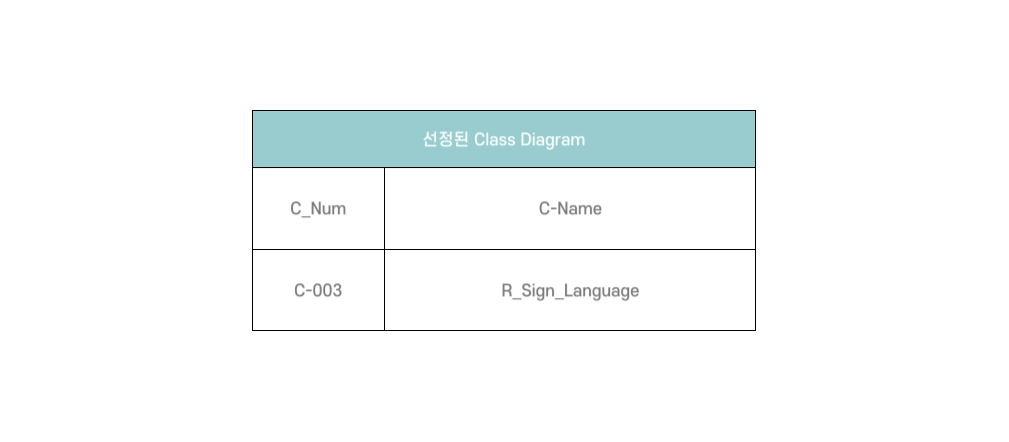 선정된 Class Diagram
C_Num C-Name
C-003 R_Sign_Language